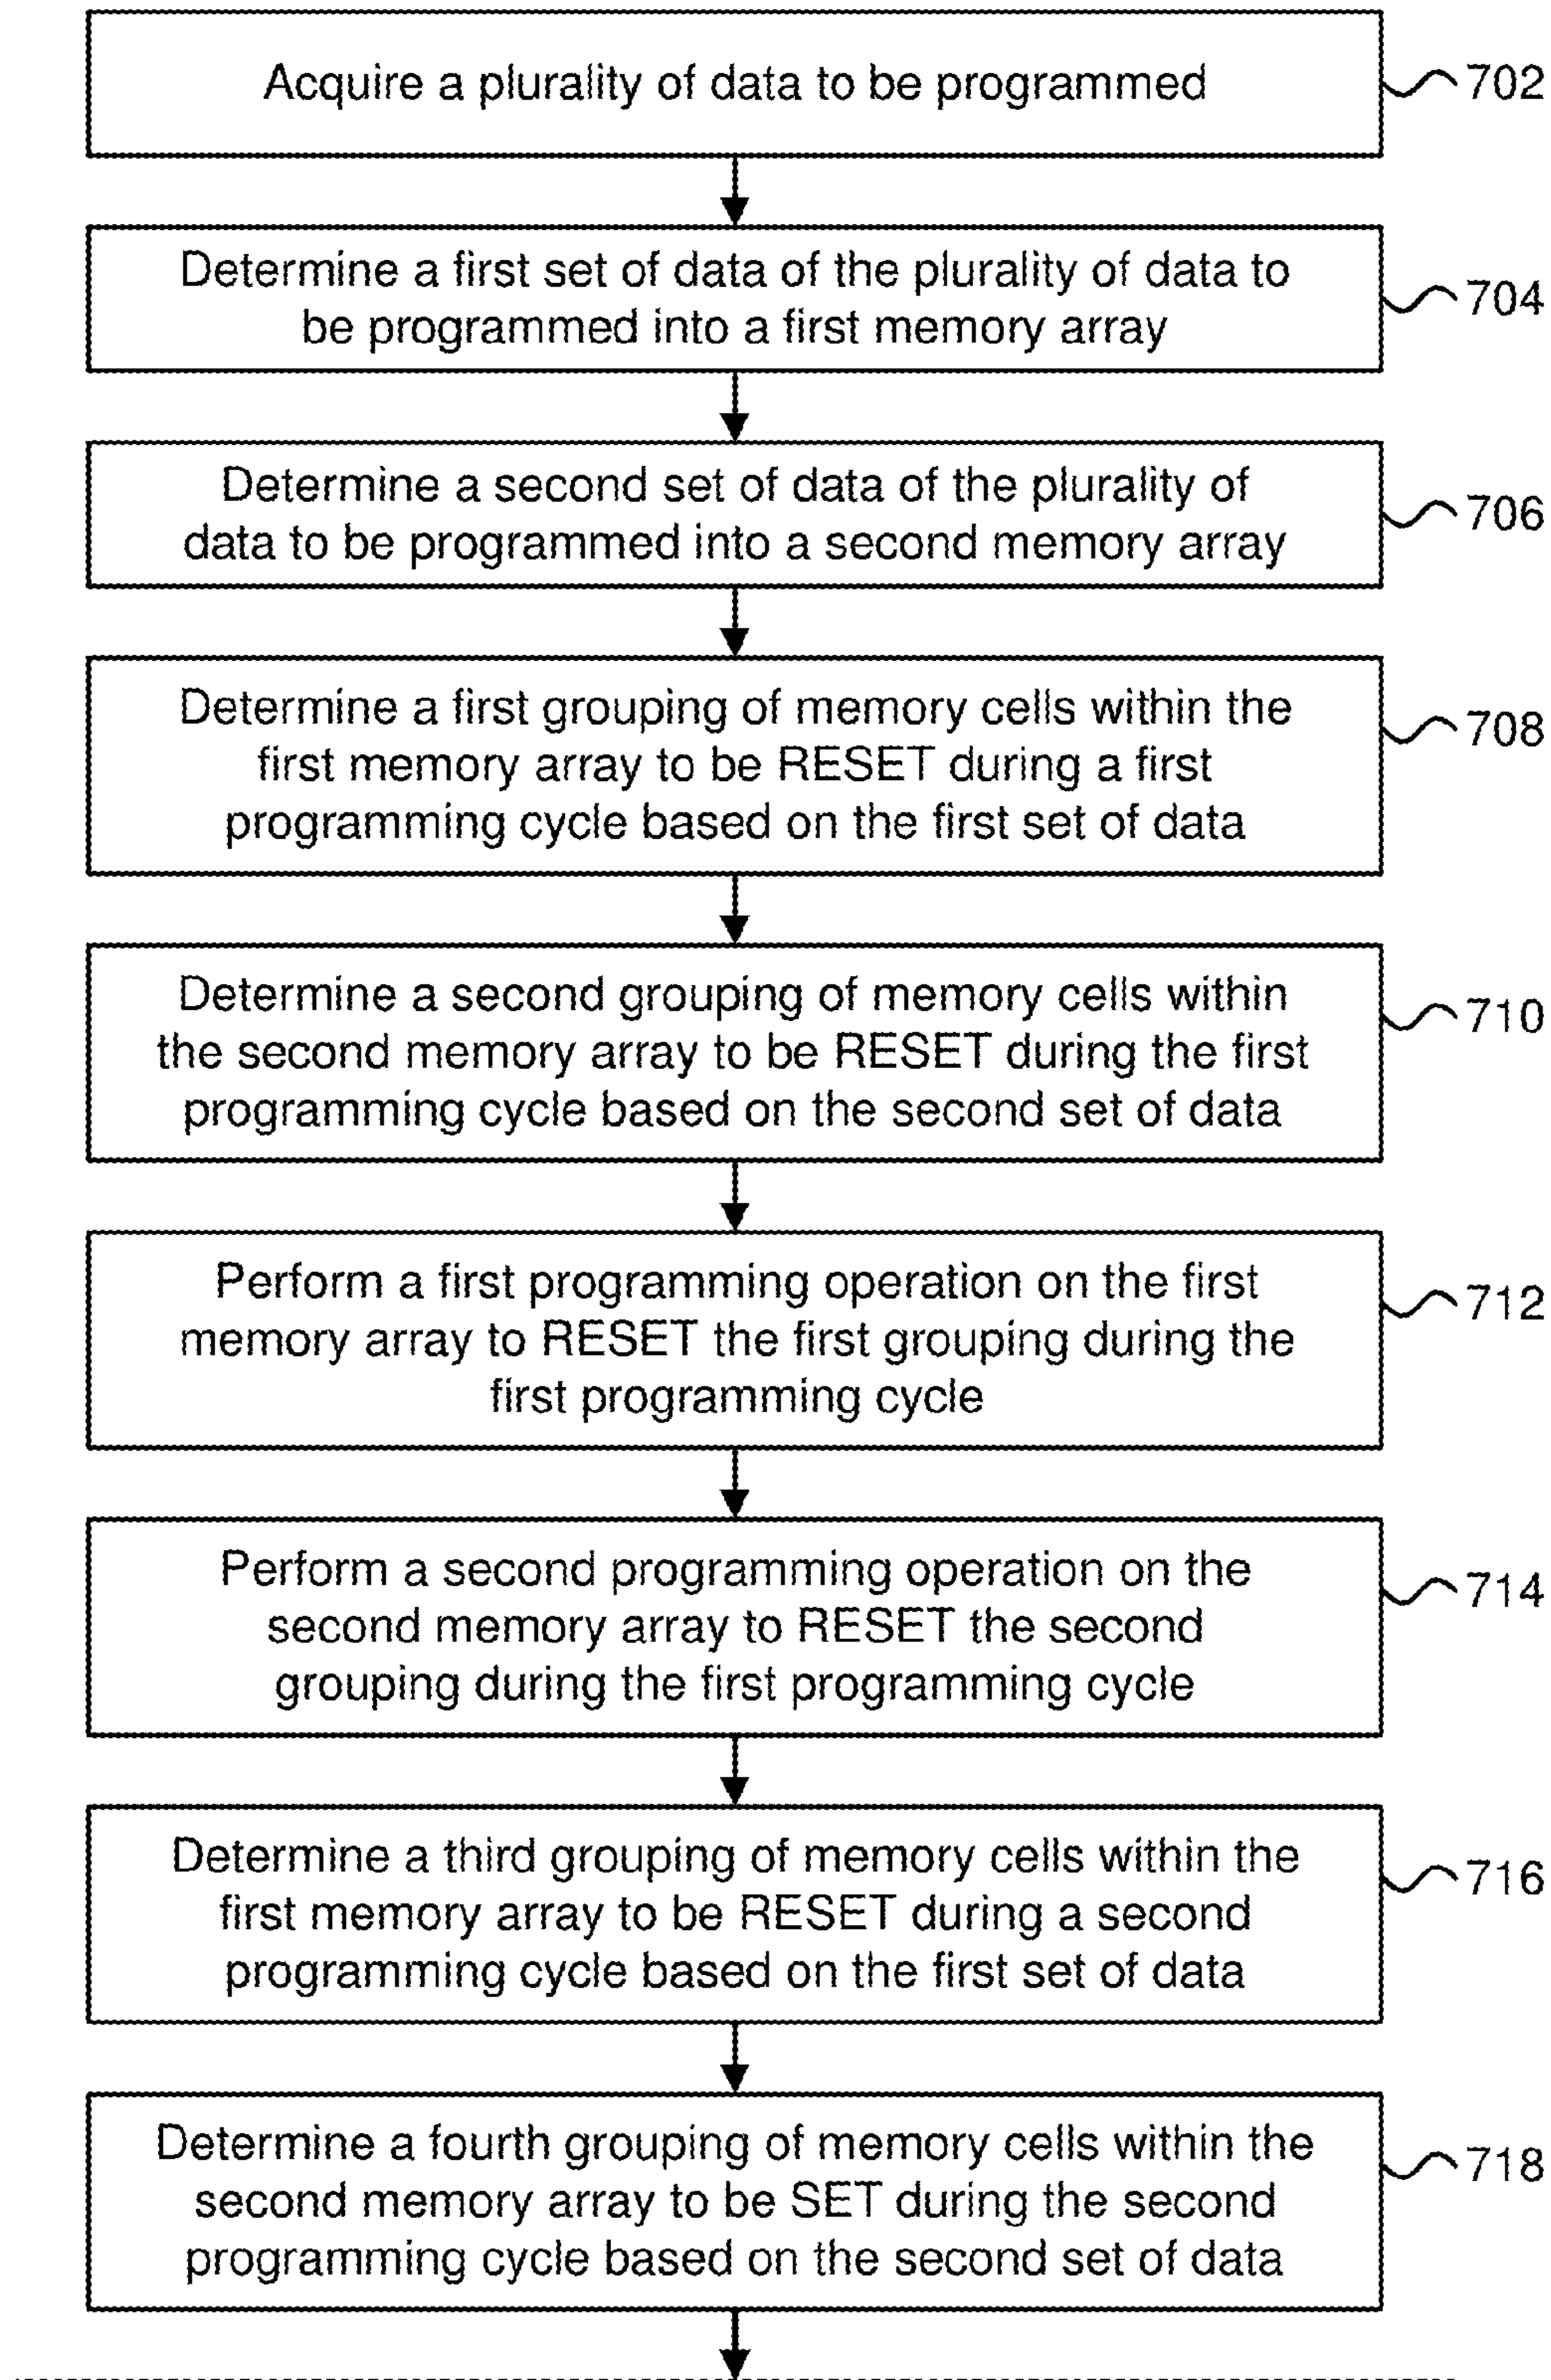 Acquire a plurality of data to be programmed
702
Determine a first set of data of the plurality of data to
be programmed into a first memory array
704
Determine a second set of data of the plurality of
data to be programmed into a second memory array
706
Determine a first grouping of memory cells within the
first memory array to be RESET during a first
programming cycle based on the first set of data
708
Determine a second grouping of memory cells within
the second memory array to be RESET during the first
programming cycle based on the second set of data
710
Perform a first programming operation on the first
memory array to RESET the first grouping during the
first programming cycle
712
Perform a second programming operation on the
second memory array to RESET the second
grouping during the first programming cycle
714
Determine a third grouping of memory cells within the
first memory array to be RESET during a second
programming cycle based on the first set of data
716
Determine a fourth grouping of memory cells within the
second memory array to be SET during the second
programming cycle based on the second set of data
718